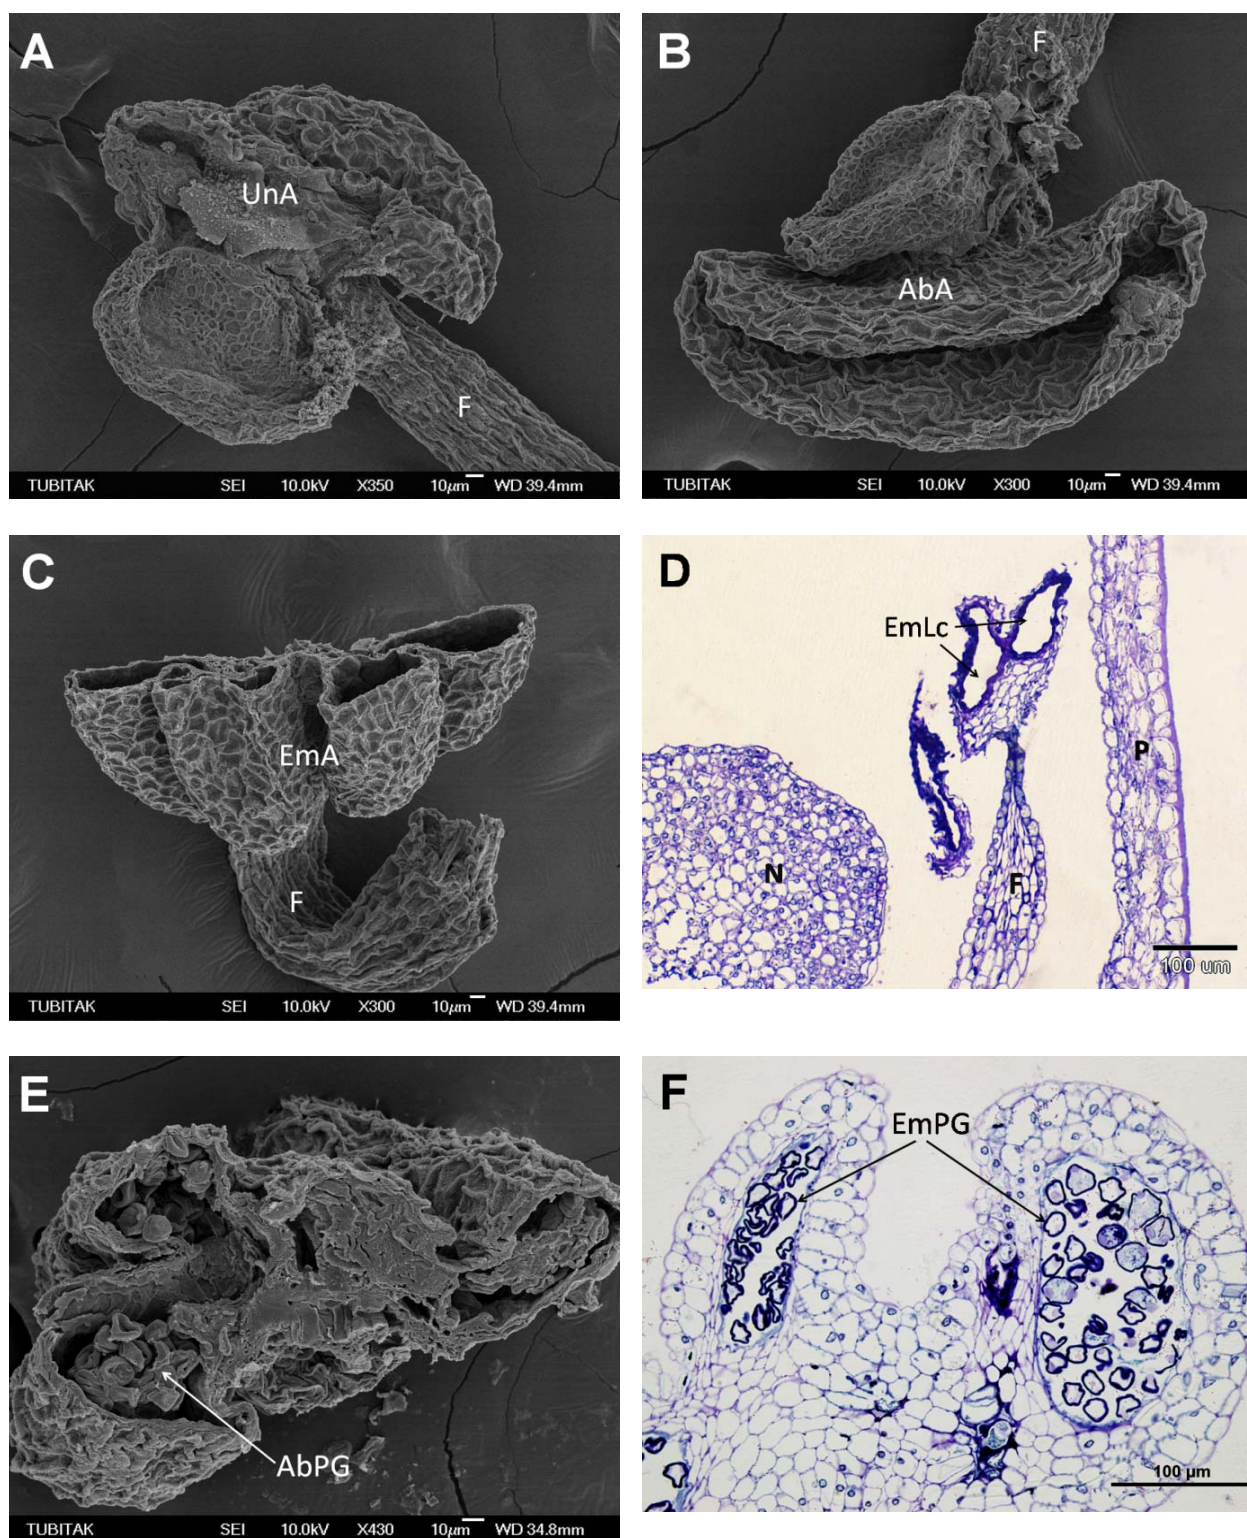 A
UnA
F
TUBITAK SEI 10.0kV X350 10μm WD 39.4mm
B
F
AbA
TUBITAK SEI 10.0kV X300 10μm WD 39.4mm
C
EmA
F
TUBITAK SEI 10.0kV X300 10μm WD 39.4mm
D
EmLc
P
N
F
100 um
E
AbPG
TUBITAK SEI 10.0kV X430 10μm WD 34.8mm
F
EmPG
100 μm